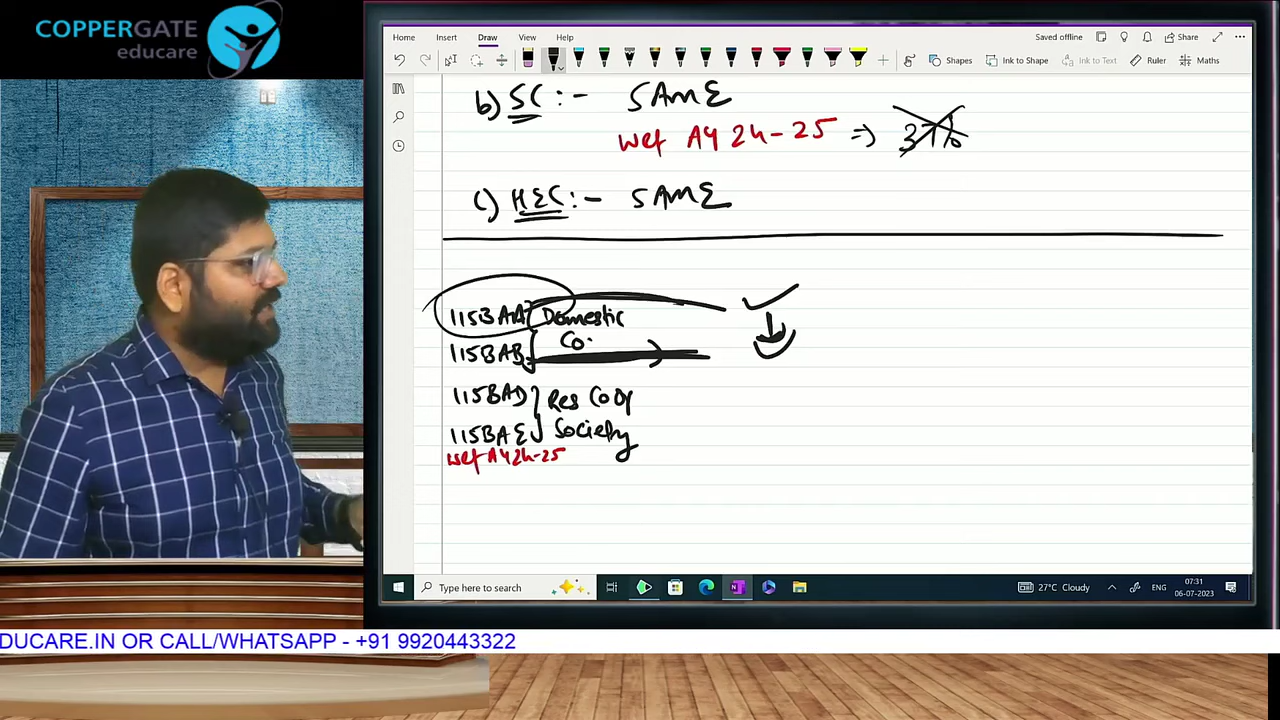 COPPERGATE
educare
Home Insert Draw View Help
Saved offline
Share
Shapes Ink to Shape Ink to Text Ruler Maths
b) SC :- SAME
wef AY 24-25 => 37%
c) HEC :- SAME
115BAA Domestic
Co.
115BAB
115BAD Res CoOp
115BAE Society
wef AY 24-25
Type here to search
27°C Cloudy ENG 07:31
06-07-2023
DUCARE.IN OR CALL/WHATSAPP - +91 9920443322